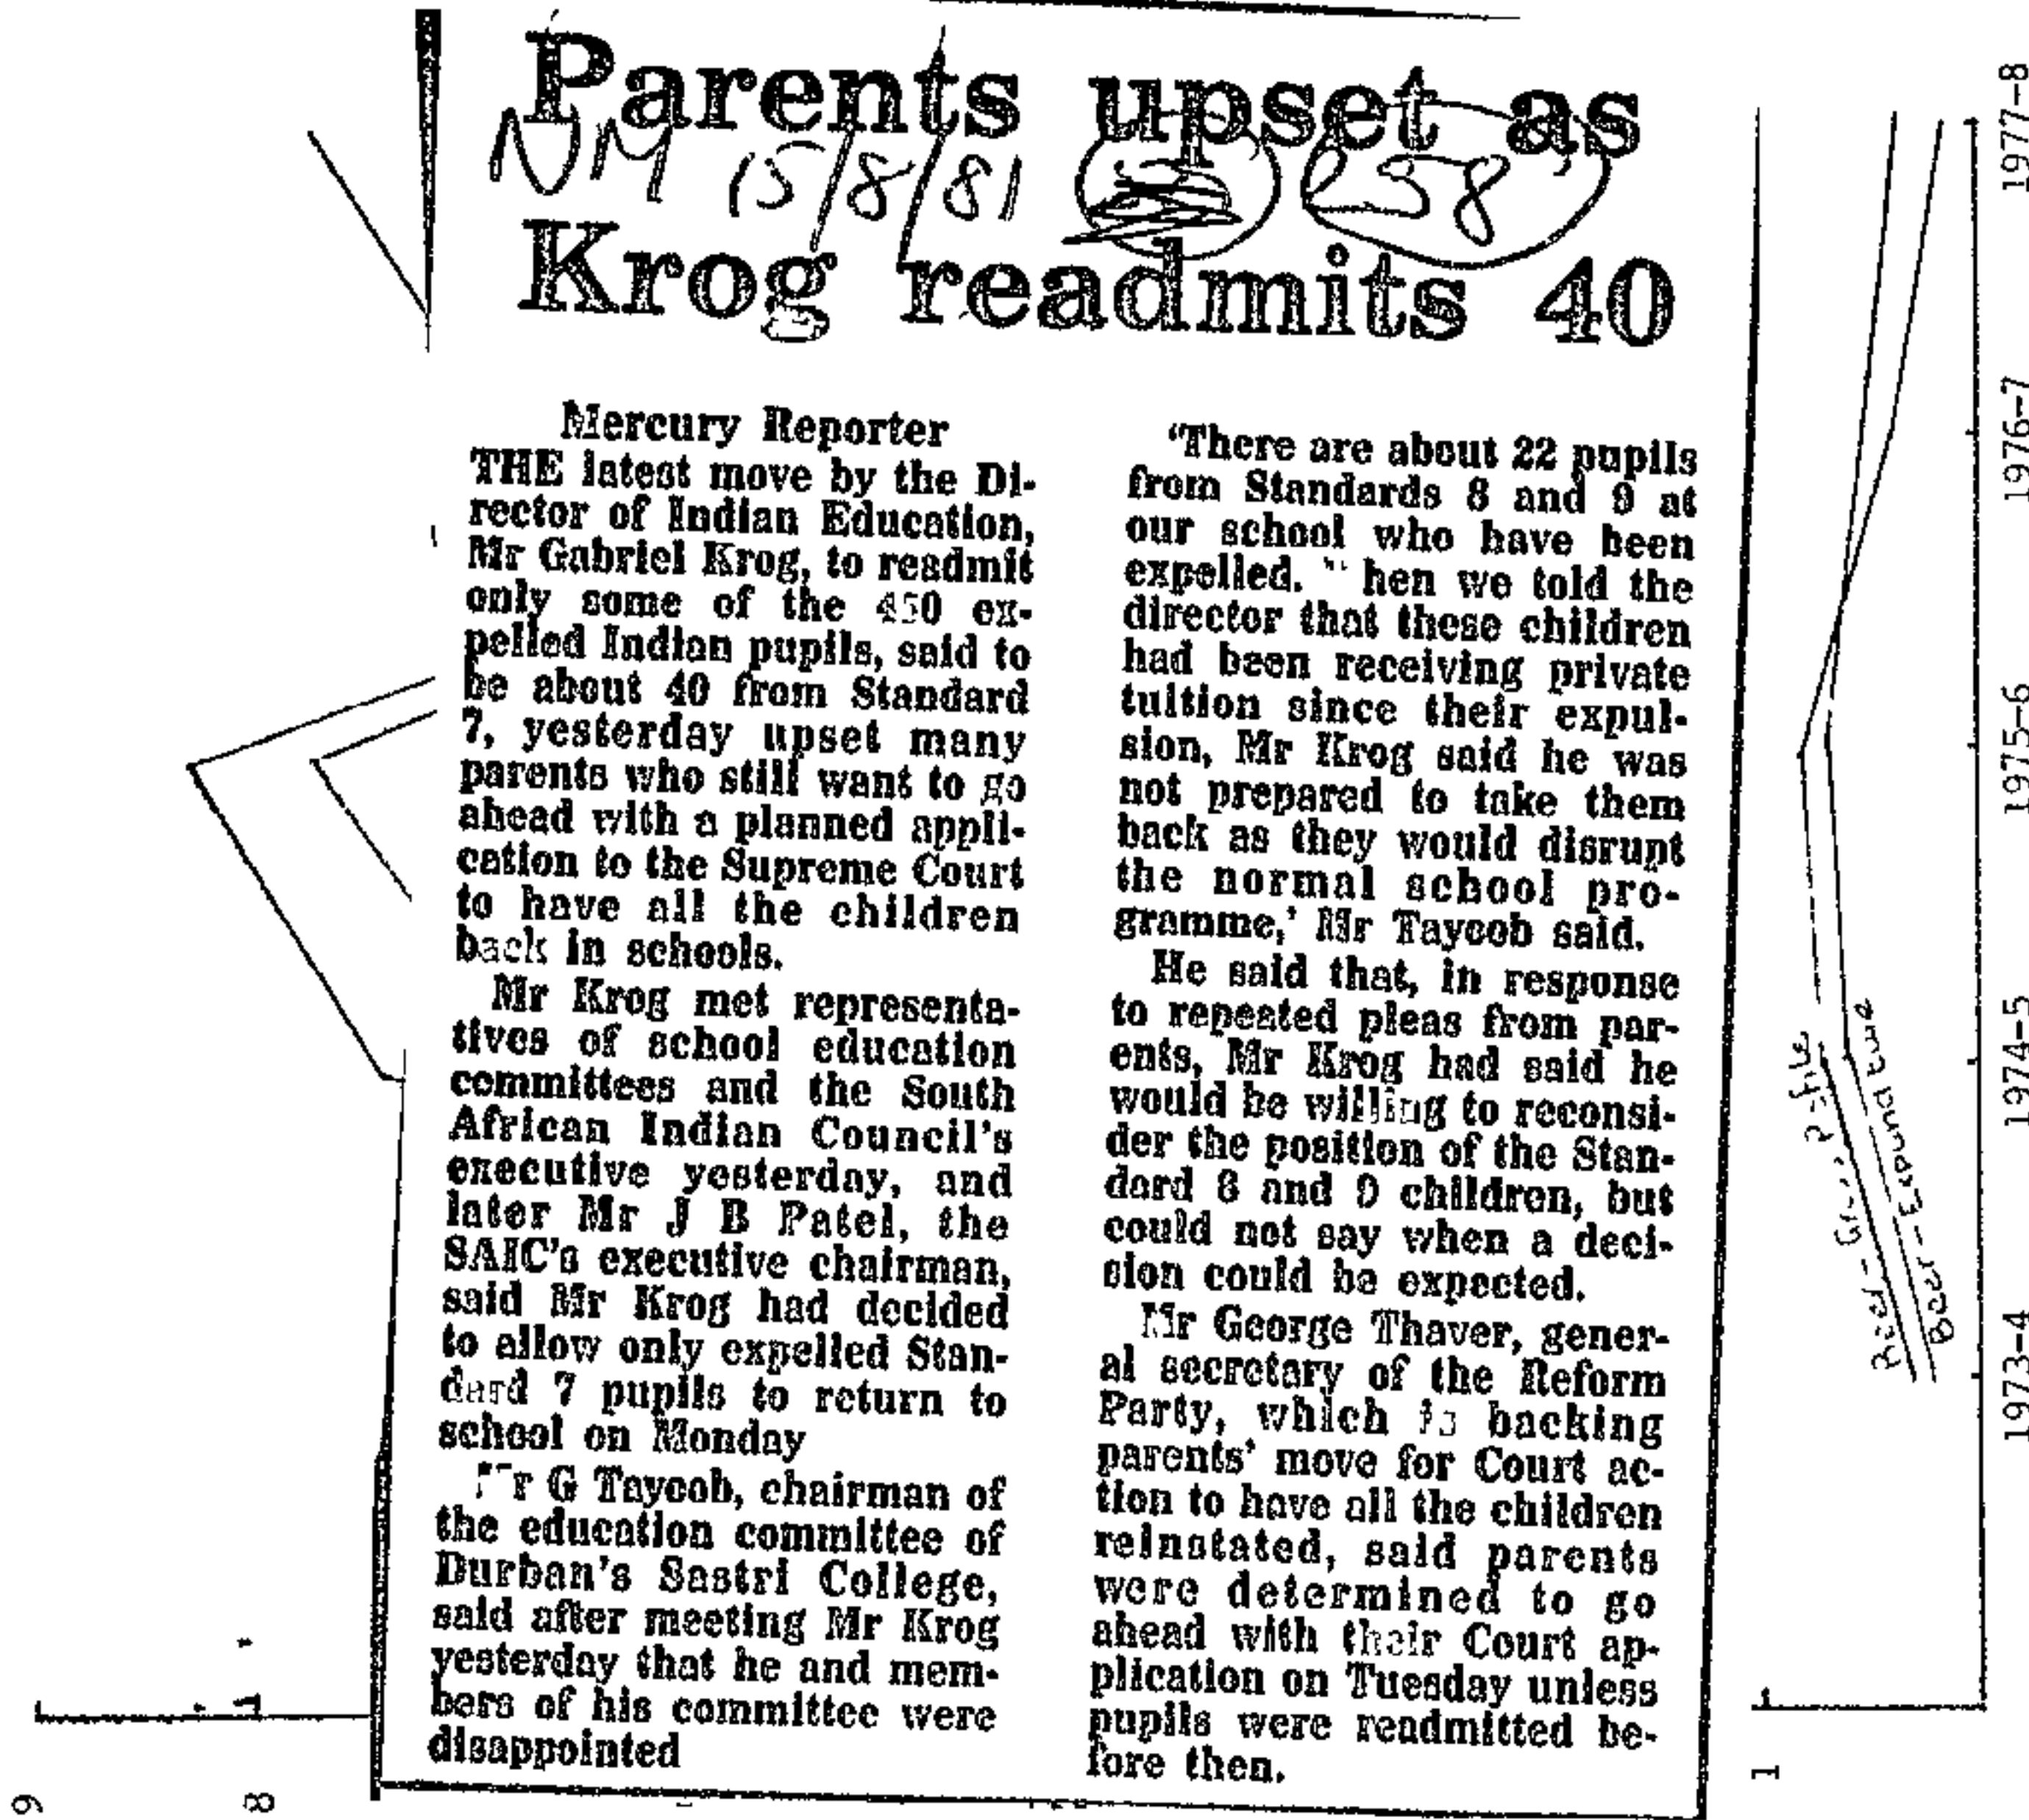 Parents upset as
NM 15/8/81 258
Krog readmits 40
Mercury Reporter
THE latest move by the Di-
rector of Indian Education,
Mr Gabriel Krog, to readmit
only some of the 450 ex-
pelled Indian pupils, said to
be about 40 from Standard
7, yesterday upset many
parents who still want to go
ahead with a planned appli-
cation to the Supreme Court
to have all the children
back in schools.
Mr Krog met representa-
tives of school education
committees and the South
African Indian Council's
executive yesterday, and
later Mr J B Patel, the
SAIC's executive chairman,
said Mr Krog had decided
to allow only expelled Stan-
dard 7 pupils to return to
school on Monday
Mr G Tayoob, chairman of
the education committee of
Durban's Sastri College,
said after meeting Mr Krog
yesterday that he and mem-
bers of his committee were
disappointed
'There are about 22 pupils
from Standards 8 and 9 at
our school who have been
expelled. hen we told the
director that these children
had been receiving private
tuition since their expul-
sion, Mr Krog said he was
not prepared to take them
back as they would disrupt
the normal school pro-
gramme,' Mr Tayoob said.
He said that, in response
to repeated pleas from par-
ents, Mr Krog had said he
would be willing to reconsi-
der the position of the Stan-
dard 8 and 9 children, but
could not say when a deci-
sion could be expected.
Mr George Thaver, gener-
al secretary of the Reform
Party, which is backing
parents' move for Court ac-
tion to have all the children
reinstated, said parents
were determined to go
ahead with their Court ap-
plication on Tuesday unless
pupils were readmitted be-
fore then.
1977-8
1976-7
1975-6
1974-5
1973-4
Beer - Expenditure
9
8
1